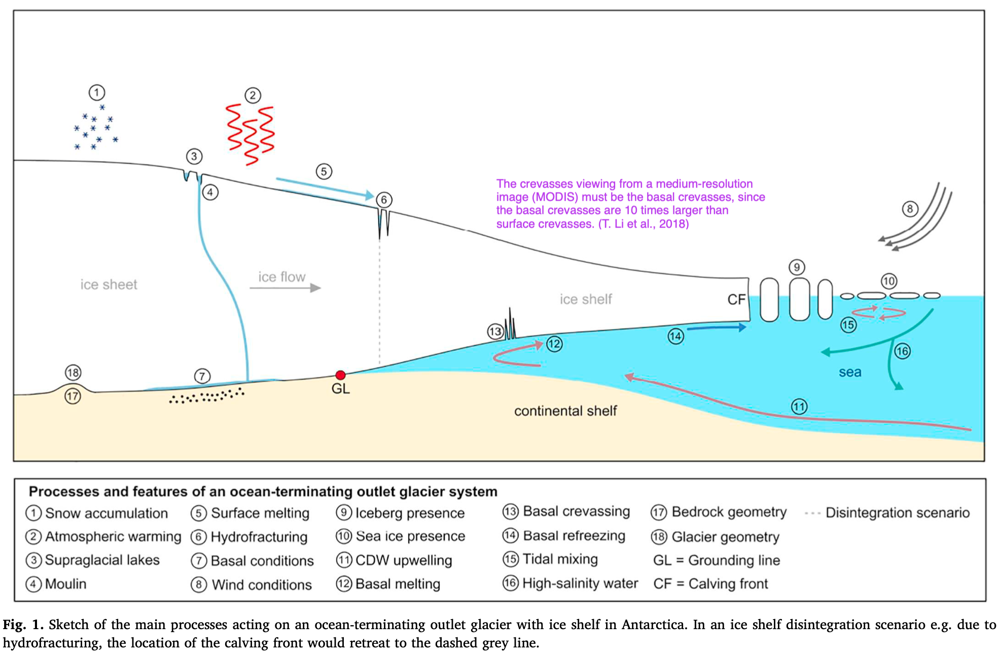 1
2
3
4
5
6
The crevasses viewing from a medium-resolution
image (MODIS) must be the basal crevasses, since
the basal crevasses are 10 times larger than
surface crevasses. (T. Li et al., 2018)
8
ice sheet
ice flow
ice shelf
CF
9
10
13
12
14
15
16
sea
18
17
7
GL
11
continental shelf
Processes and features of an ocean-terminating outlet glacier system
1 Snow accumulation
2 Atmospheric warming
3 Supraglacial lakes
4 Moulin
5 Surface melting
6 Hydrofracturing
7 Basal conditions
8 Wind conditions
9 Iceberg presence
10 Sea ice presence
11 CDW upwelling
12 Basal melting
13 Basal crevassing
14 Basal refreezing
15 Tidal mixing
16 High-salinity water
17 Bedrock geometry
18 Glacier geometry
GL = Grounding line
CF = Calving front
Disintegration scenario
Fig. 1. Sketch of the main processes acting on an ocean-terminating outlet glacier with ice shelf in Antarctica. In an ice shelf disintegration scenario e.g. due to
hydrofracturing, the location of the calving front would retreat to the dashed grey line.